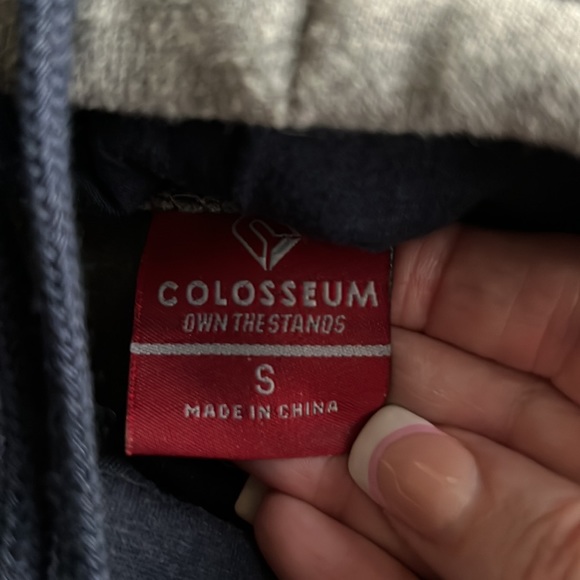 COLOSSEUM
OWN THE STANDS
S
MADE IN CHINA